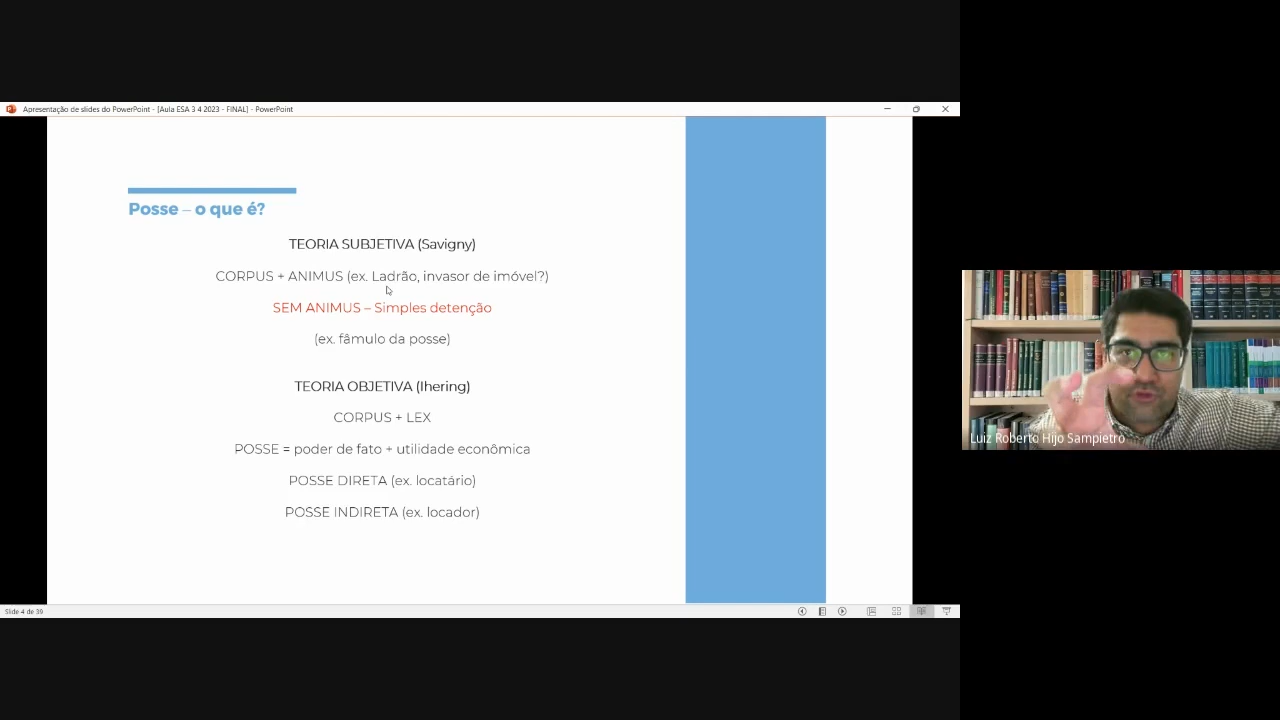 Apresentação de slides do PowerPoint - [Aula ESA 3 4 2023 - FINAL] - PowerPoint
Posse – o que é?
TEORIA SUBJETIVA (Savigny)
CORPUS + ANIMUS (ex. Ladrão, invasor de imóvel?)
SEM ANIMUS – Simples detenção
(ex. fâmulo da posse)
TEORIA OBJETIVA (Ihering)
CORPUS + LEX
POSSE = poder de fato + utilidade econômica
POSSE DIRETA (ex. locatário)
POSSE INDIRETA (ex. locador)
Slide 4 de 39
Luiz Roberto Hijo Sampietro